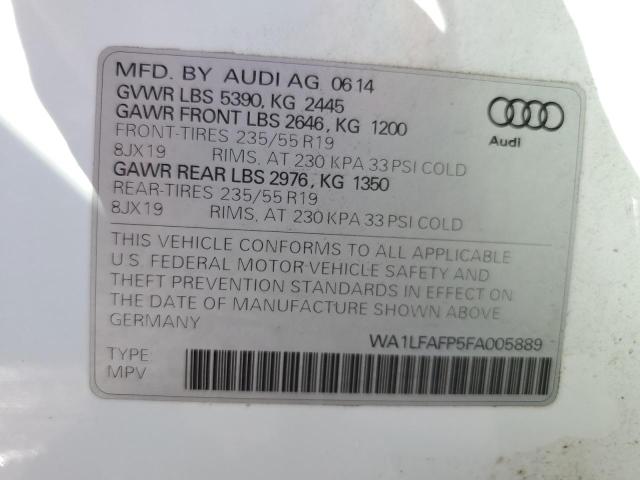 MFD. BY AUDI AG 0614
GVWR LBS 5390, KG 2445
GAWR FRONT LBS 2646, KG 1200
FRONT-TIRES 235/55 R19
8JX19 RIMS, AT 230 KPA 33 PSI COLD
GAWR REAR LBS 2976, KG 1350
REAR-TIRES 235/55 R19
8JX19 RIMS, AT 230 KPA 33 PSI COLD
Audi
THIS VEHICLE CONFORMS TO ALL APPLICABLE
U.S. FEDERAL MOTOR VEHICLE SAFETY AND
THEFT PREVENTION STANDARDS IN EFFECT ON
THE DATE OF MANUFACTURE SHOWN ABOVE
GERMANY
WA1LFAFP5FA005889
TYPE
MPV